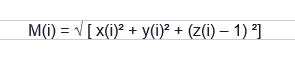 M(i) = √ [ x(i)² + y(i)² + (z(i) – 1) ²]